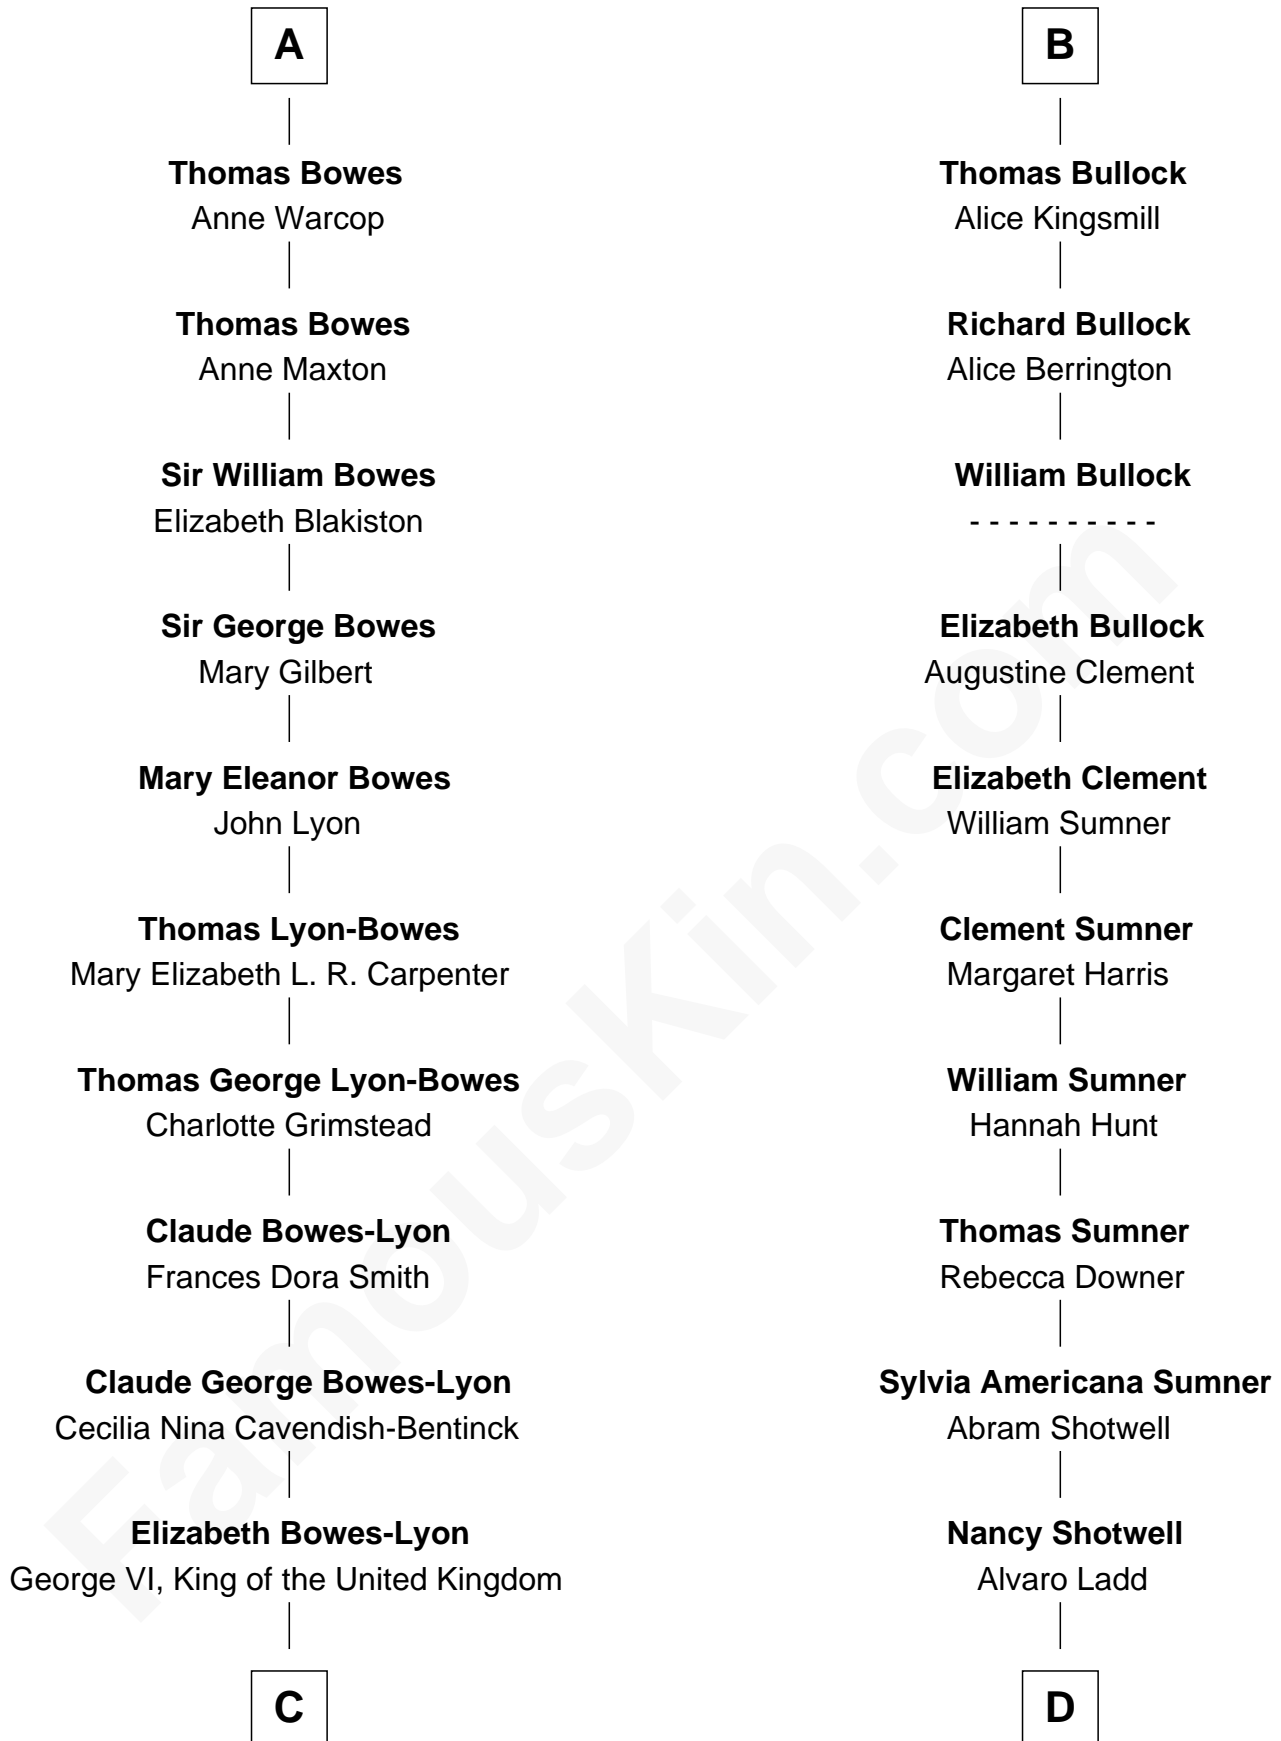 A
Thomas Bowes
Anne Warcop
Thomas Bowes
Anne Maxton
Sir William Bowes
Elizabeth Blakiston
Sir George Bowes
Mary Gilbert
Mary Eleanor Bowes
John Lyon
Thomas Lyon-Bowes
Mary Elizabeth L. R. Carpenter
Thomas George Lyon-Bowes
Charlotte Grimstead
Claude Bowes-Lyon
Frances Dora Smith
Claude George Bowes-Lyon
Cecilia Nina Cavendish-Bentinck
Elizabeth Bowes-Lyon
George VI, King of the United Kingdom
C
B
Thomas Bullock
Alice Kingsmill
Richard Bullock
Alice Berrington
William Bullock
- - - - - - - - - -
Elizabeth Bullock
Augustine Clement
Elizabeth Clement
William Sumner
Clement Sumner
Margaret Harris
William Sumner
Hannah Hunt
Thomas Sumner
Rebecca Downer
Sylvia Americana Sumner
Abram Shotwell
Nancy Shotwell
Alvaro Ladd
D
FamousKin.com